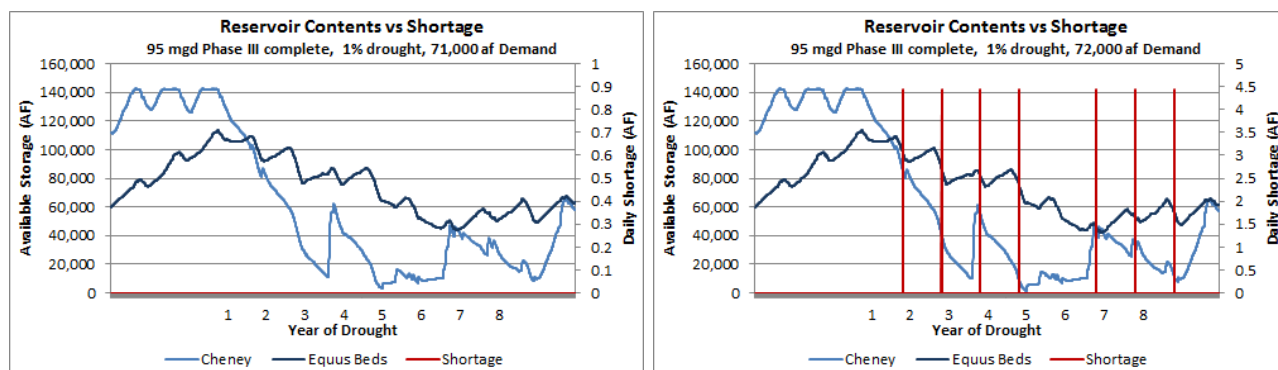 Reservoir Contents vs Shortage
95 mgd Phase III complete, 1% drought, 71,000 af Demand
Available Storage (AF)
160,000
140,000
120,000
100,000
80,000
60,000
40,000
20,000
0
1
0.9
0.8
0.7
0.6
0.5
0.4
0.3
0.2
0.1
0
Daily Shortage (AF)
1 2 3 4 5 6 7 8
Year of Drought
Cheney Equus Beds Shortage
Reservoir Contents vs Shortage
95 mgd Phase III complete, 1% drought, 72,000 af Demand
Available Storage (AF)
160,000
140,000
120,000
100,000
80,000
60,000
40,000
20,000
0
5
4.5
4
3.5
3
2.5
2
1.5
1
0.5
0
Daily Shortage (AF)
1 2 3 4 5 6 7 8
Year of Drought
Cheney Equus Beds Shortage